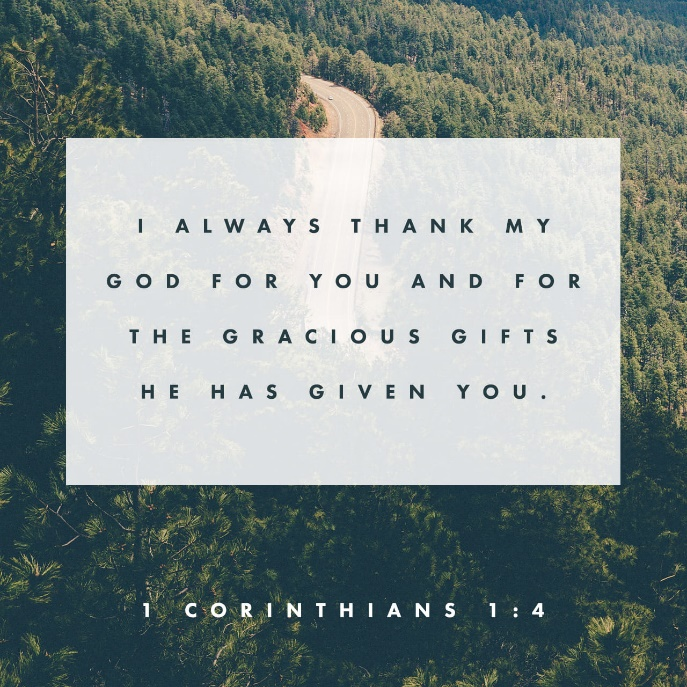 I ALWAYS THANK MY
GOD FOR YOU AND FOR
THE GRACIOUS GIFTS
HE HAS GIVEN YOU.
1 CORINTHIANS 1:4